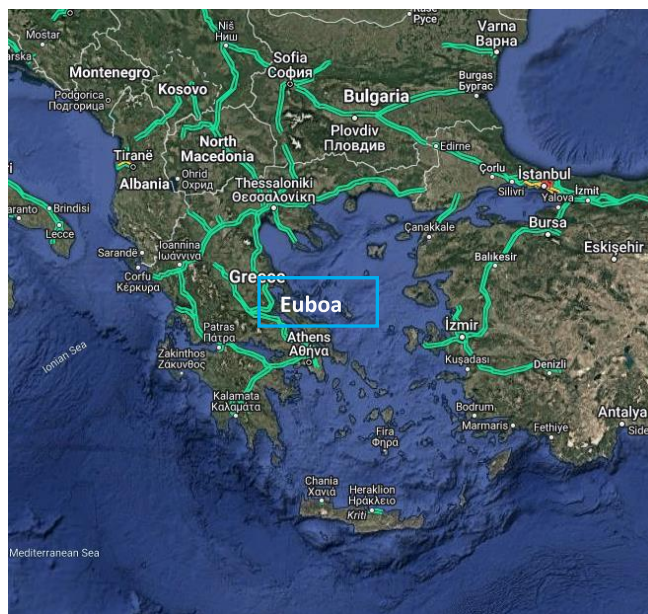 Ruse
Русе
Varna
Варна
Mostar
Niš
Ниш
Sofia
София
Montenegro
Podgorica
Подгорица
Kosovo
Burgas
Бургас
Bulgaria
Plovdiv
Пловдив
North
Macedonia
Edirne
Tiranë
Ohrid
Охрид
Albania
Thessaloniki
Θεσσαλονίκη
Çorlu
Silivri
İstanbul
İzmit
Yalova
Brindisi
Lecce
Çanakkale
Bursa
Eskişehir
Sarandë
Ioannina
Ιωάννινα
Corfu
Κέρκυρα
Balıkesir
Greece
Euboa
İzmir
Patras
Πάτρα
Athens
Αθήνα
Ionian Sea
Zakinthos
Ζάκυνθος
Kuşadası
Denizli
Kalamata
Καλαμάτα
Bodrum
Marmaris
Fethiye
Antalya
Side
Fira
Φηρά
Chania
Χανιά
Heraklion
Ηράκλειο
Kriti
Mediterranean Sea